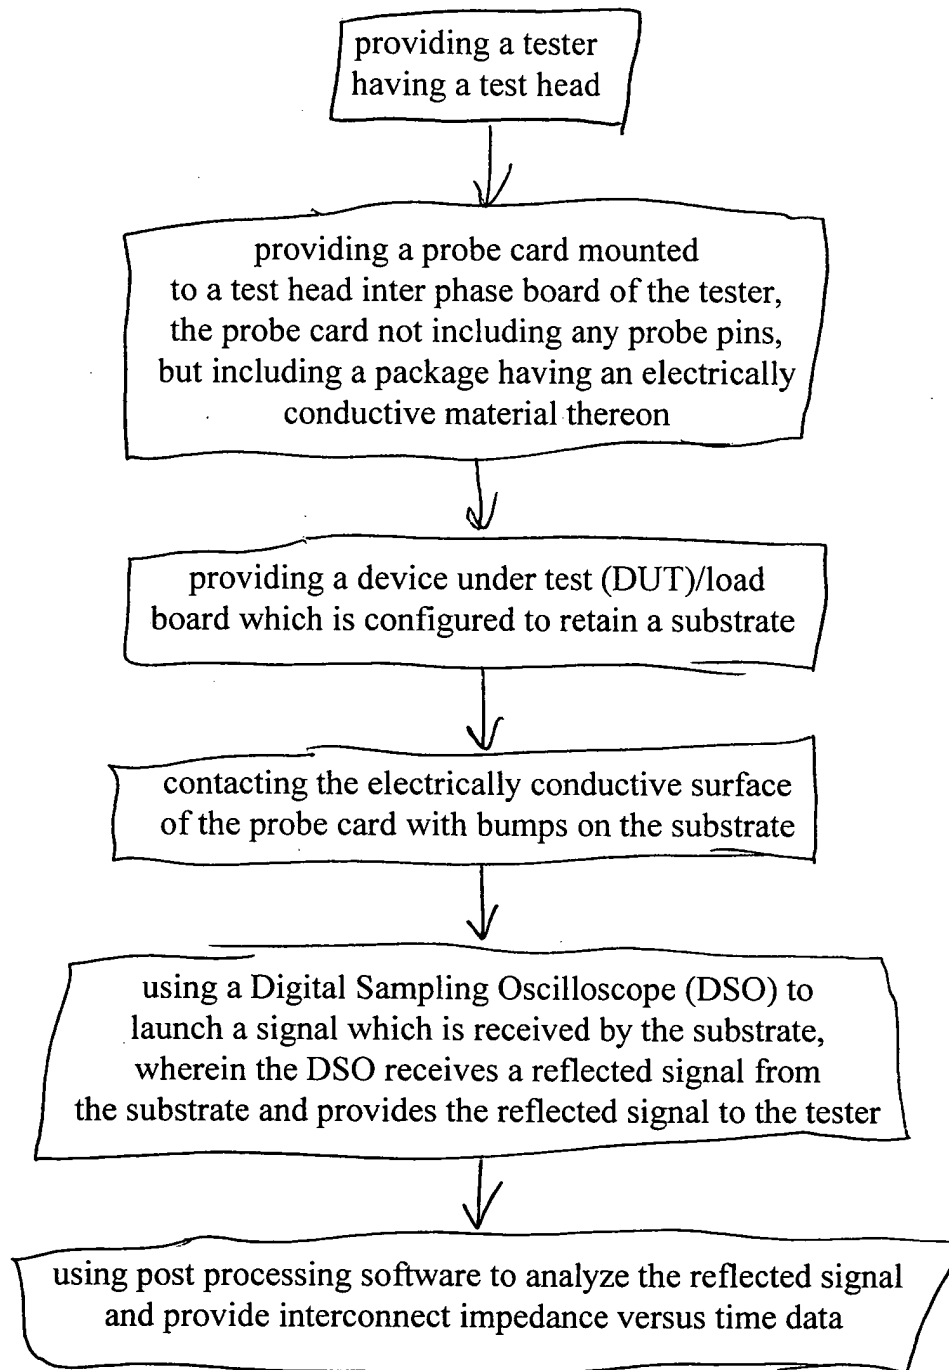 providing a tester
having a test head
providing a probe card mounted
to a test head inter phase board of the tester,
the probe card not including any probe pins,
but including a package having an electrically
conductive material thereon
providing a device under test (DUT)/load
board which is configured to retain a substrate
contacting the electrically conductive surface
of the probe card with bumps on the substrate
using a Digital Sampling Oscilloscope (DSO) to
launch a signal which is received by the substrate,
wherein the DSO receives a reflected signal from
the substrate and provides the reflected signal to the tester
using post processing software to analyze the reflected signal
and provide interconnect impedance versus time data